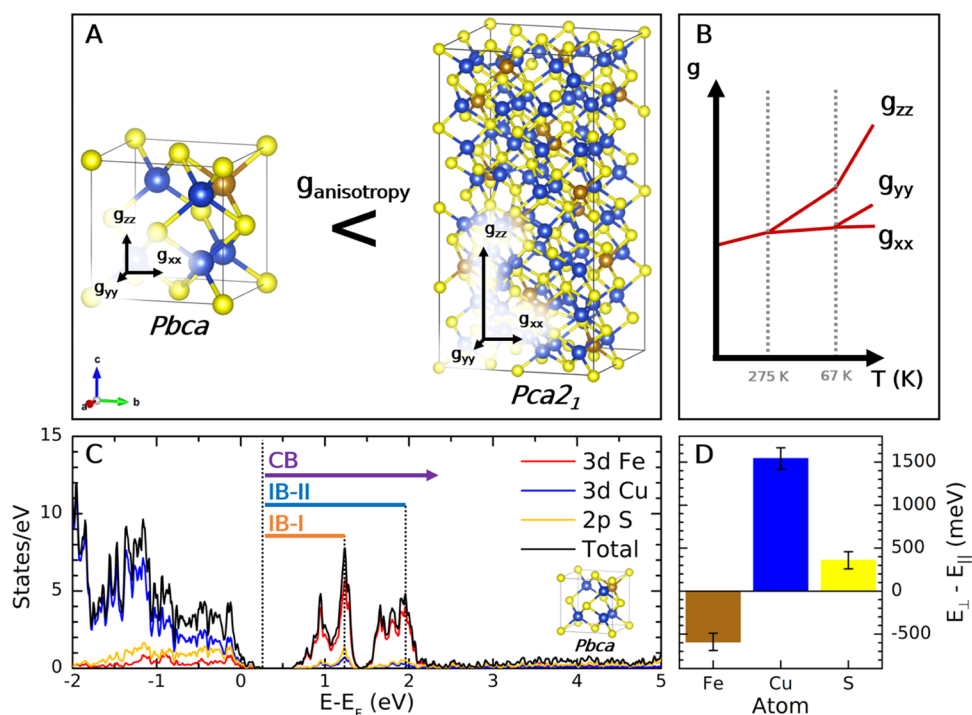 A
g_zz
g_xx
g_yy
Pbca
g_anisotropy
<
g_zz
g_xx
g_yy
Pca2_1
c
a
b
B
g
g_zz
g_yy
g_xx
275 K
67 K
T (K)
C
CB
IB-II
IB-I
3d Fe
3d Cu
2p S
Total
Pbca
States/eV
15
10
5
0
-2
-1
0
1
2
3
4
5
E-E_F (eV)
D
1500
1000
500
0
-500
E_⊥ - E_|| (meV)
Fe
Cu
S
Atom